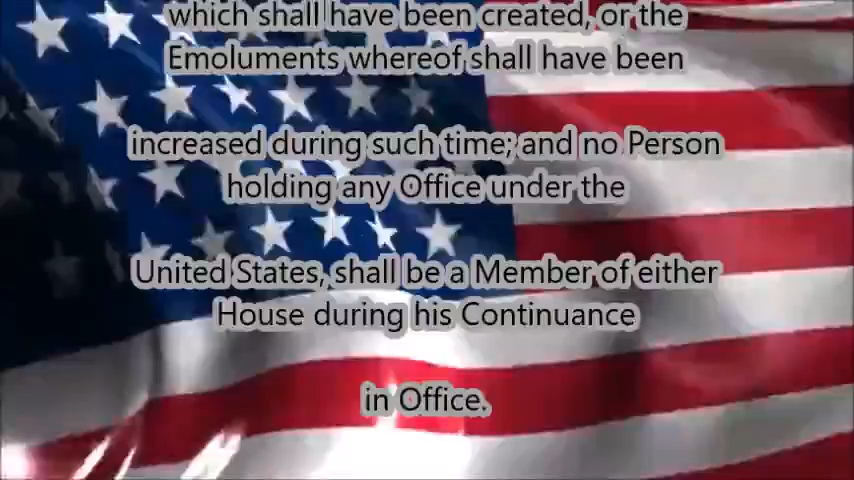 which shall have been created, or the
Emoluments whereof shall have been
increased during such time; and no Person
holding any Office under the
United States, shall be a Member of either
House during his Continuance
in Office.